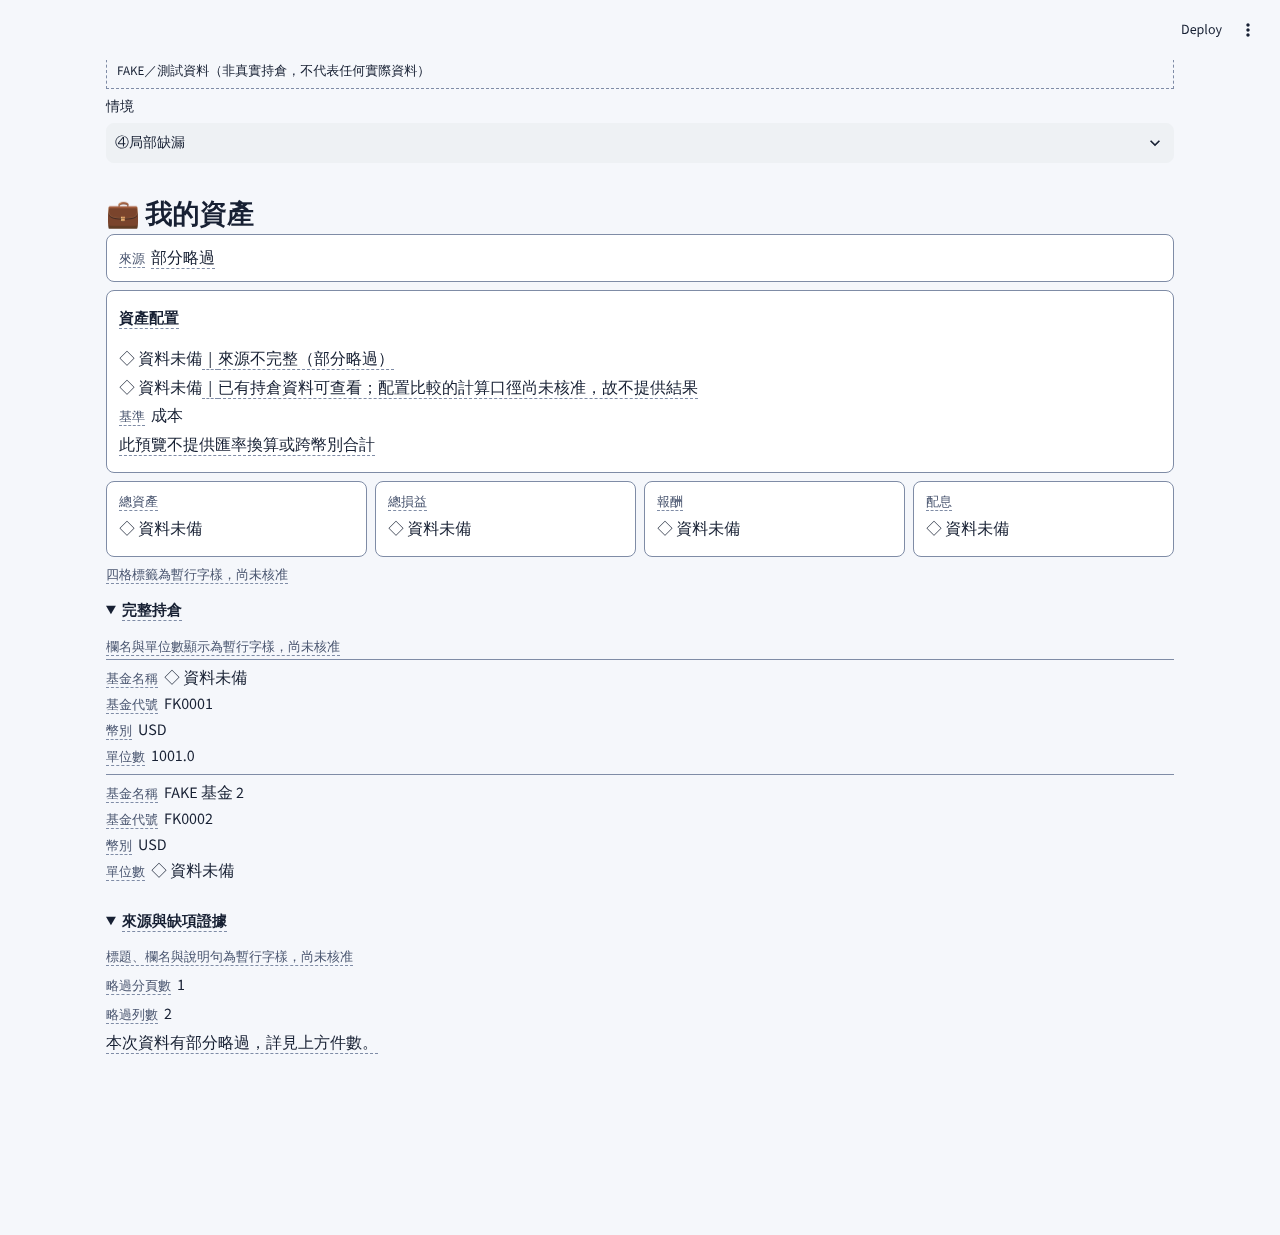 Deploy
FAKE／測試資料（非真實持倉，不代表任何實際資料）
情境
④局部缺漏
💼 我的資產
來源 部分略過
資產配置
◇ 資料未備｜來源不完整（部分略過）
◇ 資料未備｜已有持倉資料可查看；配置比較的計算口徑尚未核准，故不提供結果
基準 成本
此預覽不提供匯率換算或跨幣別合計
總資產 總損益 報酬 配息
◇ 資料未備 ◇ 資料未備 ◇ 資料未備 ◇ 資料未備
四格標籤為暫行字樣，尚未核准
▼ 完整持倉
欄名與單位數顯示為暫行字樣，尚未核准
基金名稱 ◇ 資料未備
基金代號 FK0001
幣別 USD
單位數 1001.0
基金名稱 FAKE 基金 2
基金代號 FK0002
幣別 USD
單位數 ◇ 資料未備
▼ 來源與缺項證據
標題、欄名與說明句為暫行字樣，尚未核准
略過分頁數 1
略過列數 2
本次資料有部分略過，詳見上方件數。